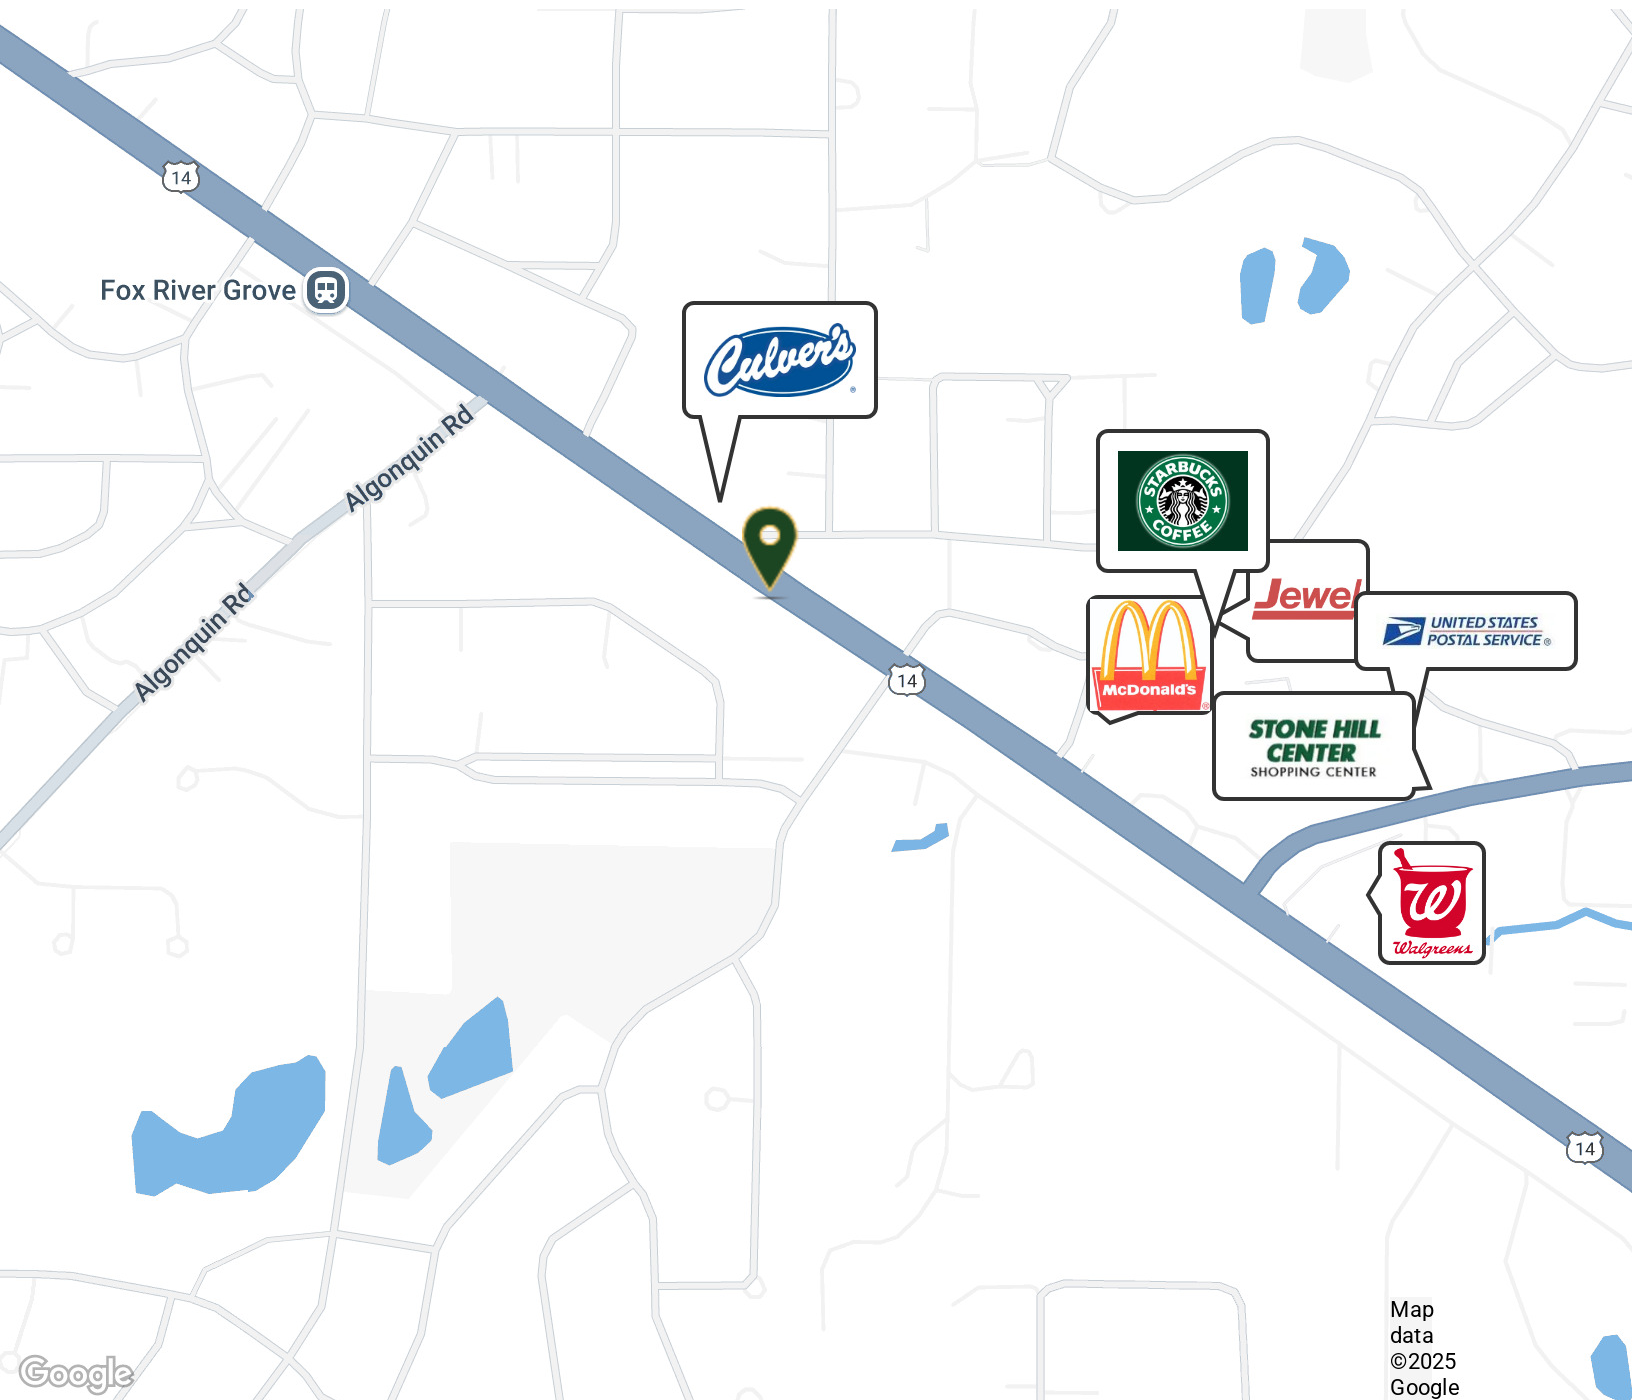 14
Fox River Grove
Culver's
®
Algonquin Rd
STARBUCKS
COFFEE
Jewel
UNITED STATES
POSTAL SERVICE ®
Algonquin Rd
McDonald's
®
14
STONE HILL
CENTER
SHOPPING CENTER
W
Walgreens
14
Map
data
©2025
Google
Google